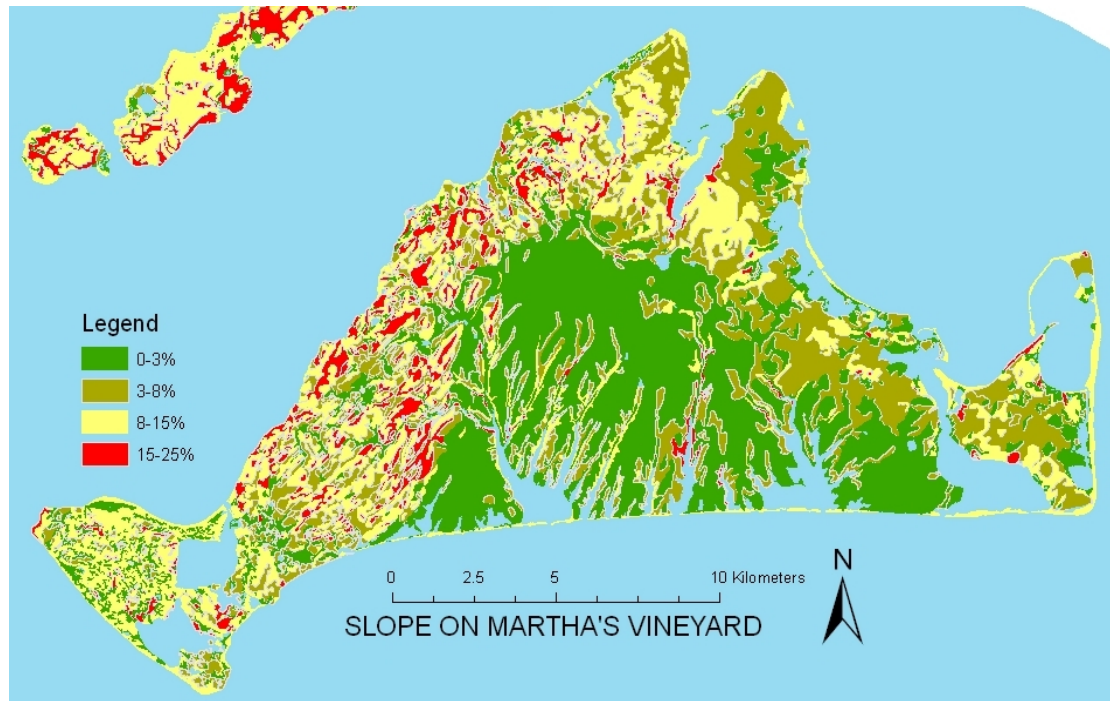 Legend
0-3%
3-8%
8-15%
15-25%
0 2.5 5 10 Kilometers
N
SLOPE ON MARTHA'S VINEYARD